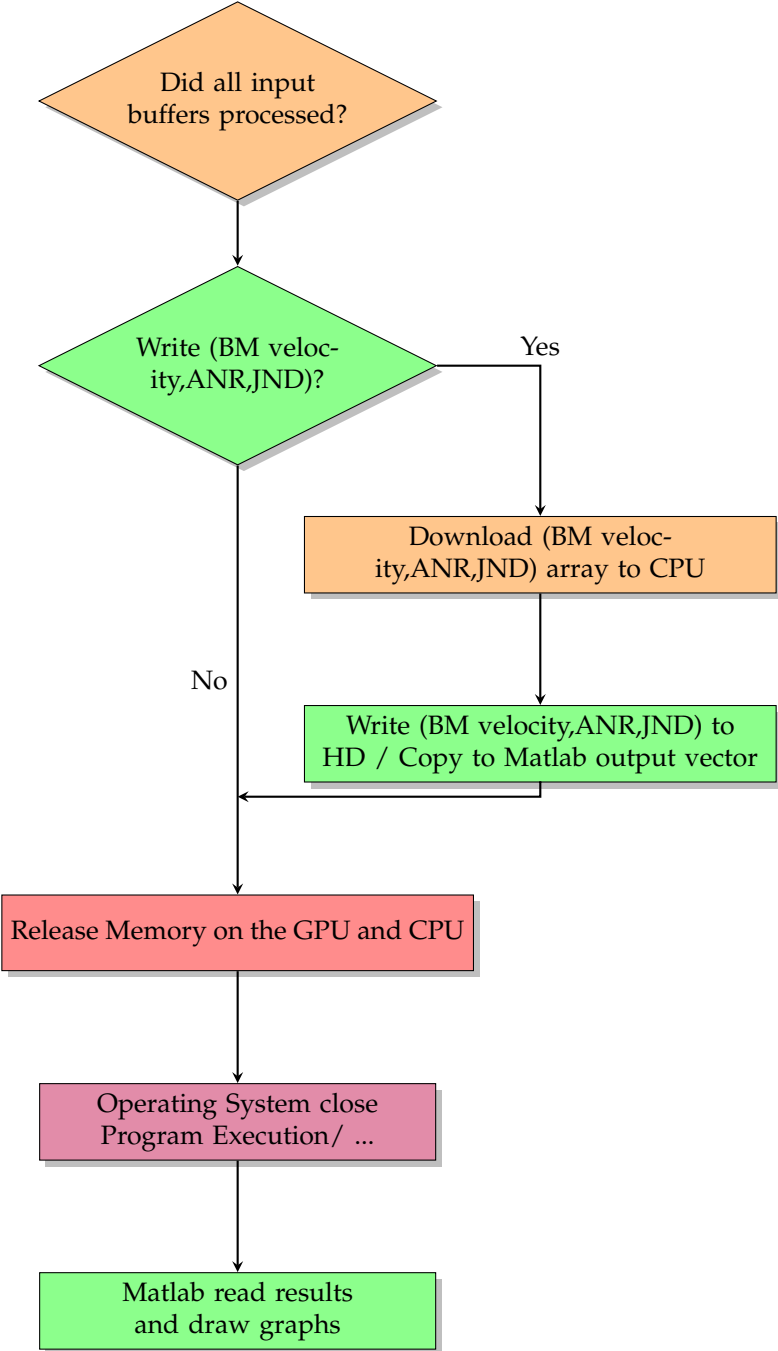 Did all input
buffers processed?
Write (BM veloc-
ity,ANR,JND)?
Yes
Download (BM veloc-
ity,ANR,JND) array to CPU
No
Write (BM velocity,ANR,JND) to
HD / Copy to Matlab output vector
Release Memory on the GPU and CPU
Operating System close
Program Execution/ ...
Matlab read results
and draw graphs